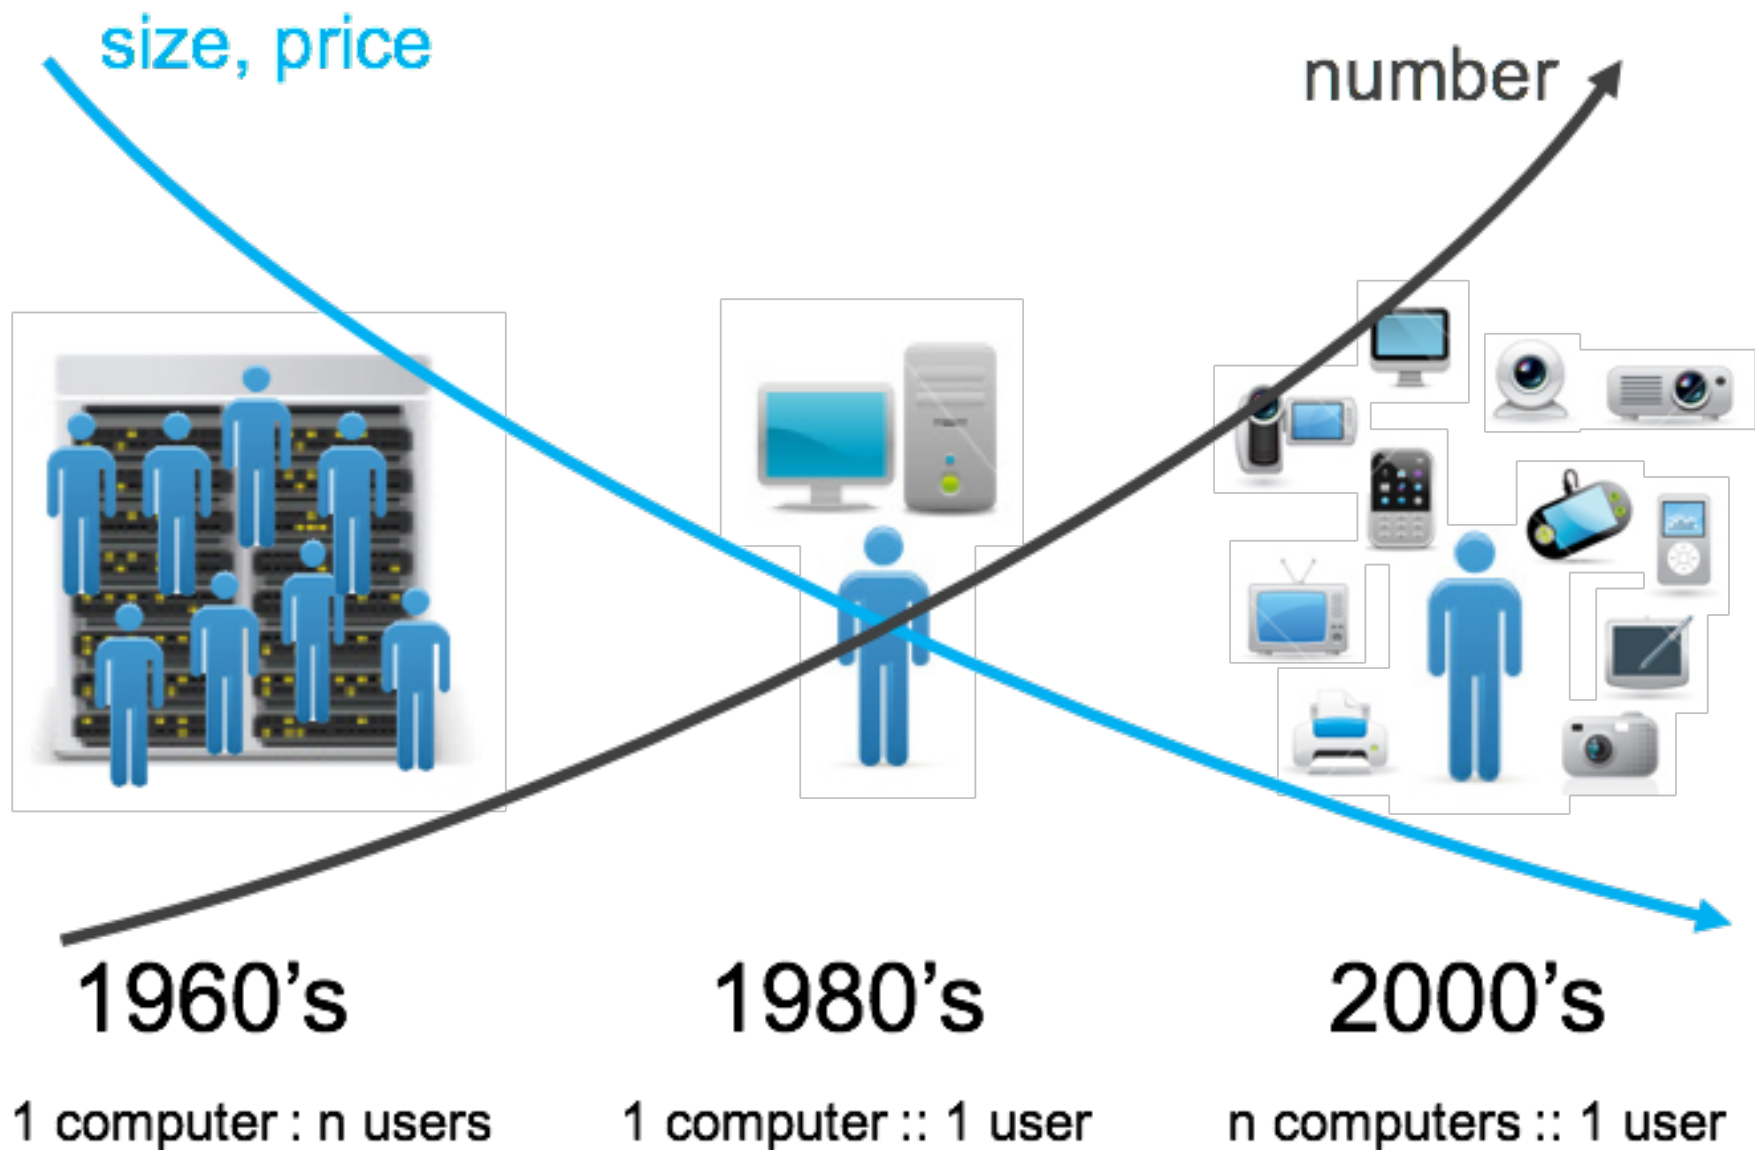 size, price
number
1960’s
1980’s
2000’s
1 computer : n users
1 computer :: 1 user
n computers :: 1 user